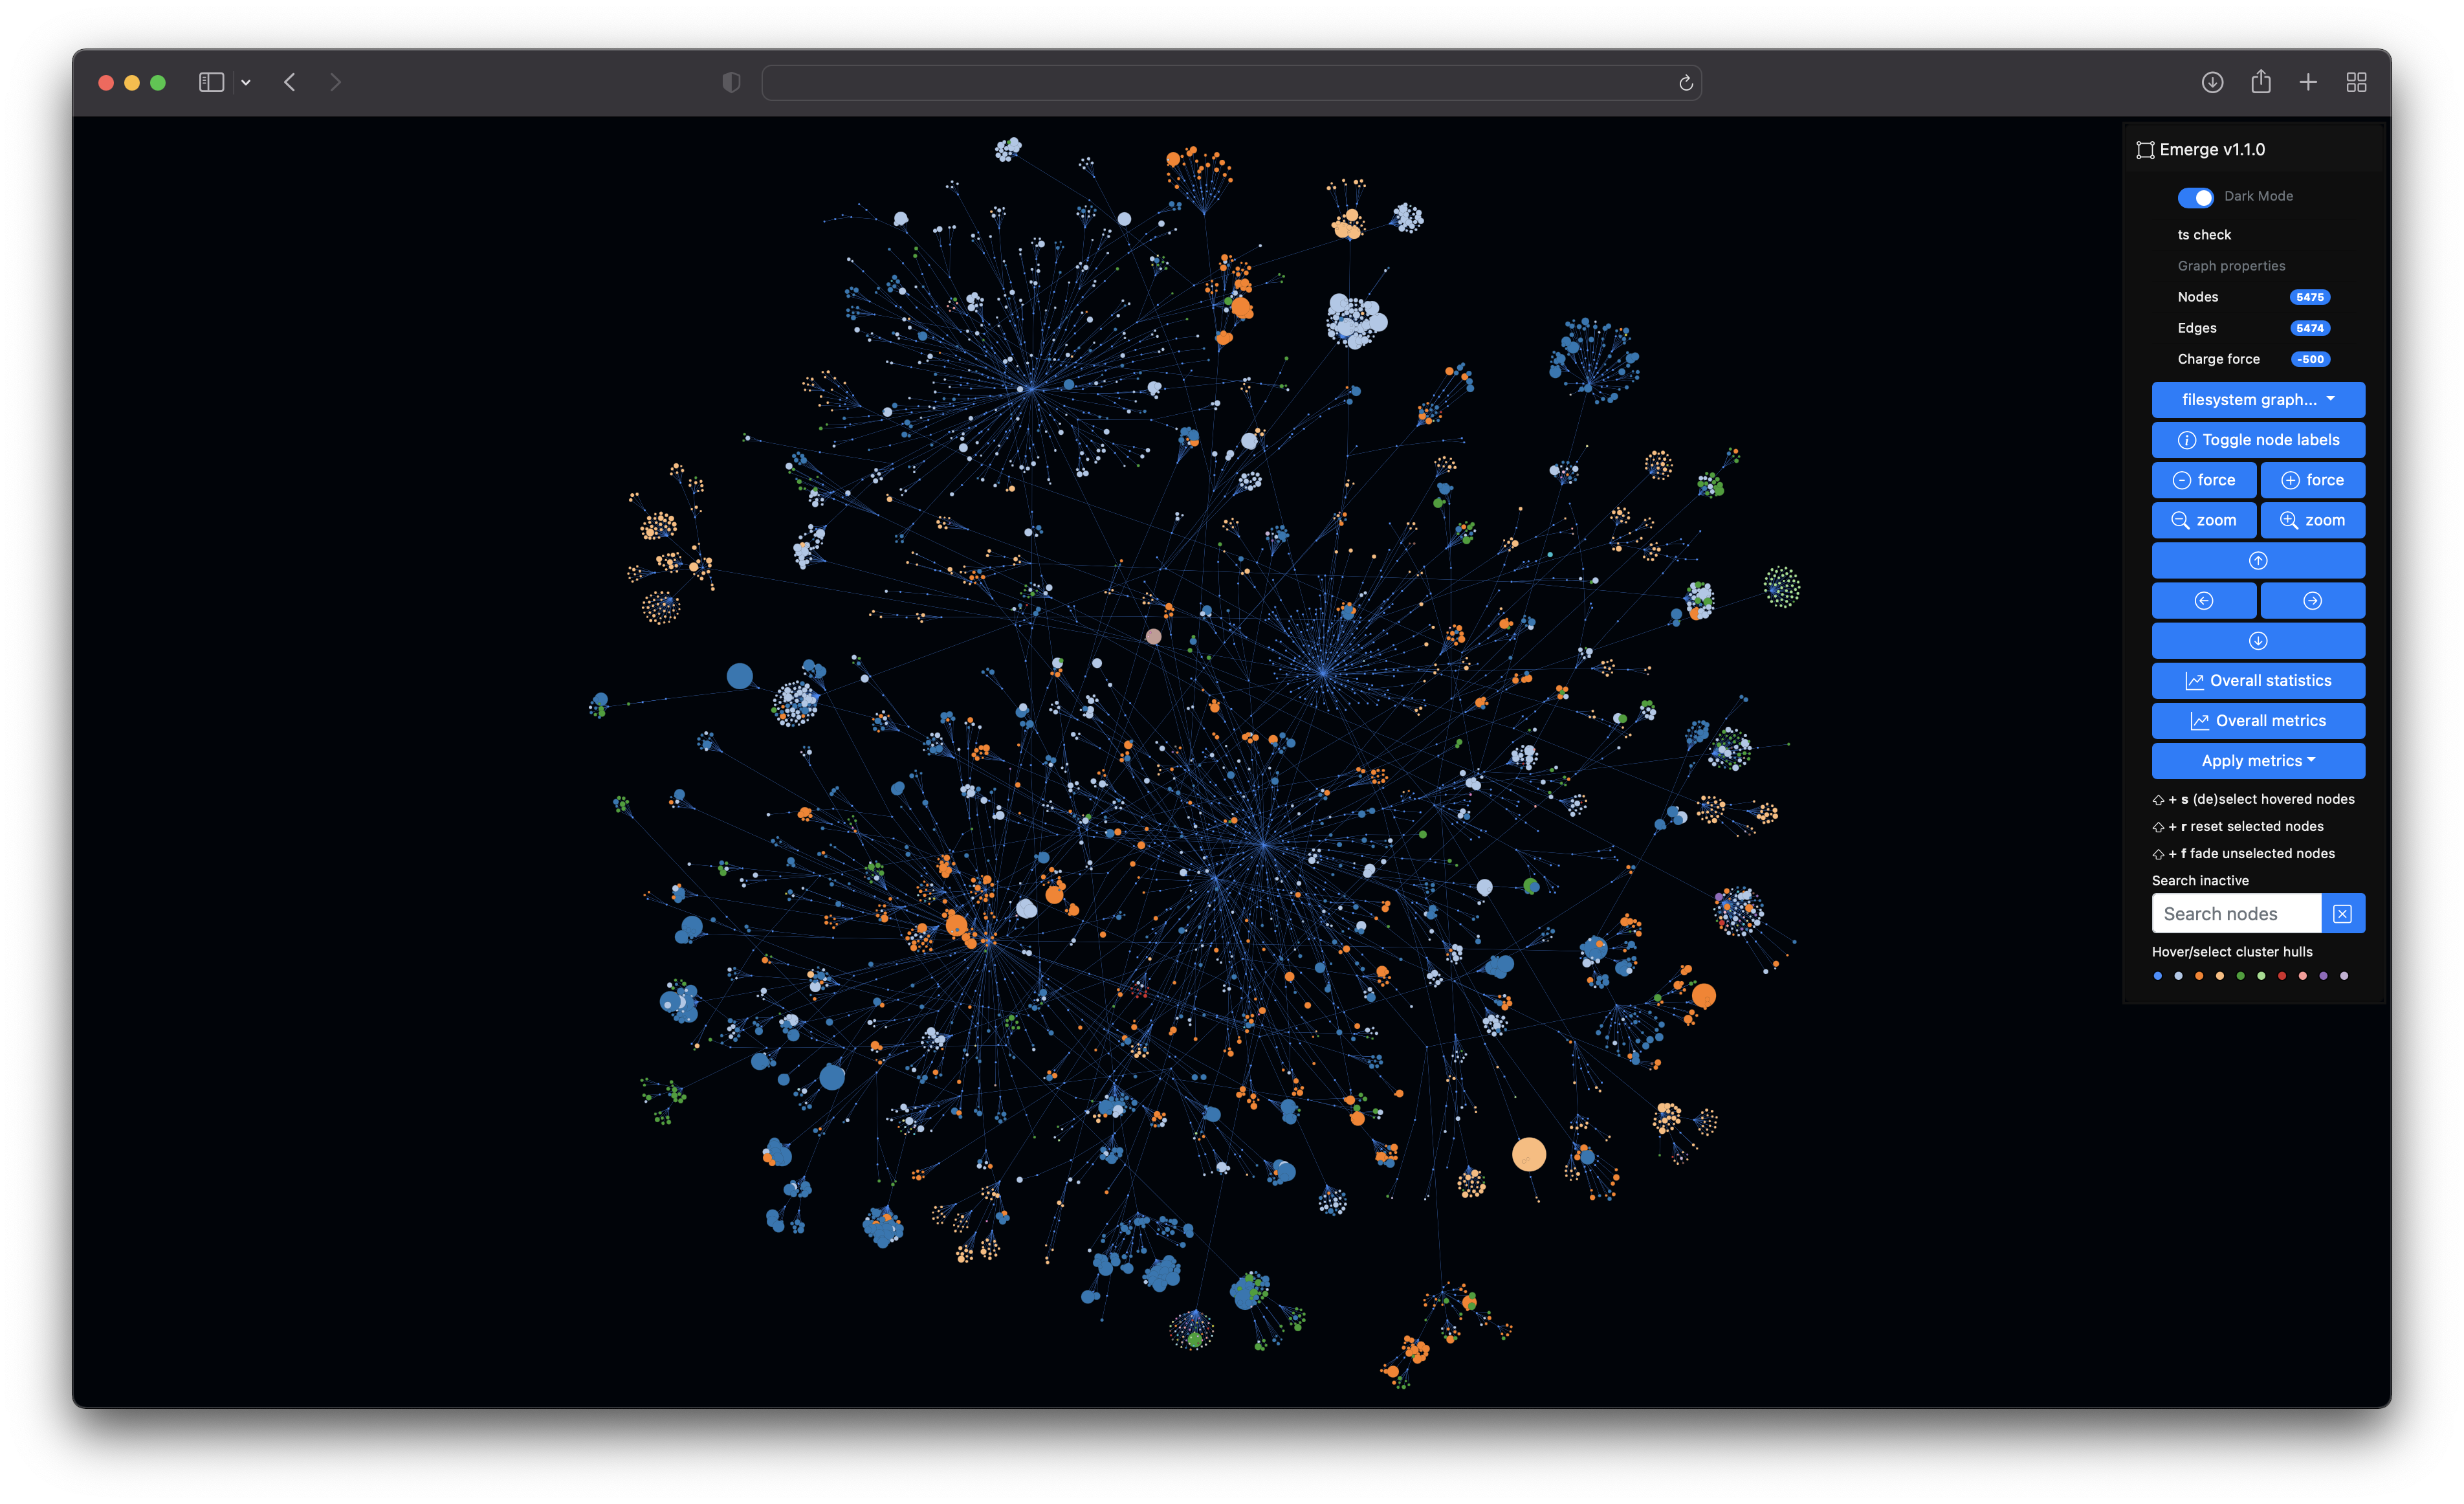 Emerge v1.1.0
Dark Mode
ts check
Graph properties
Nodes 5475
Edges 5474
Charge force -500
filesystem graph...
Toggle node labels
- force + force
zoom zoom
Overall statistics
Overall metrics
Apply metrics
+ s (de)select hovered nodes
+ r reset selected nodes
+ f fade unselected nodes
Search inactive
Search nodes
Hover/select cluster hulls